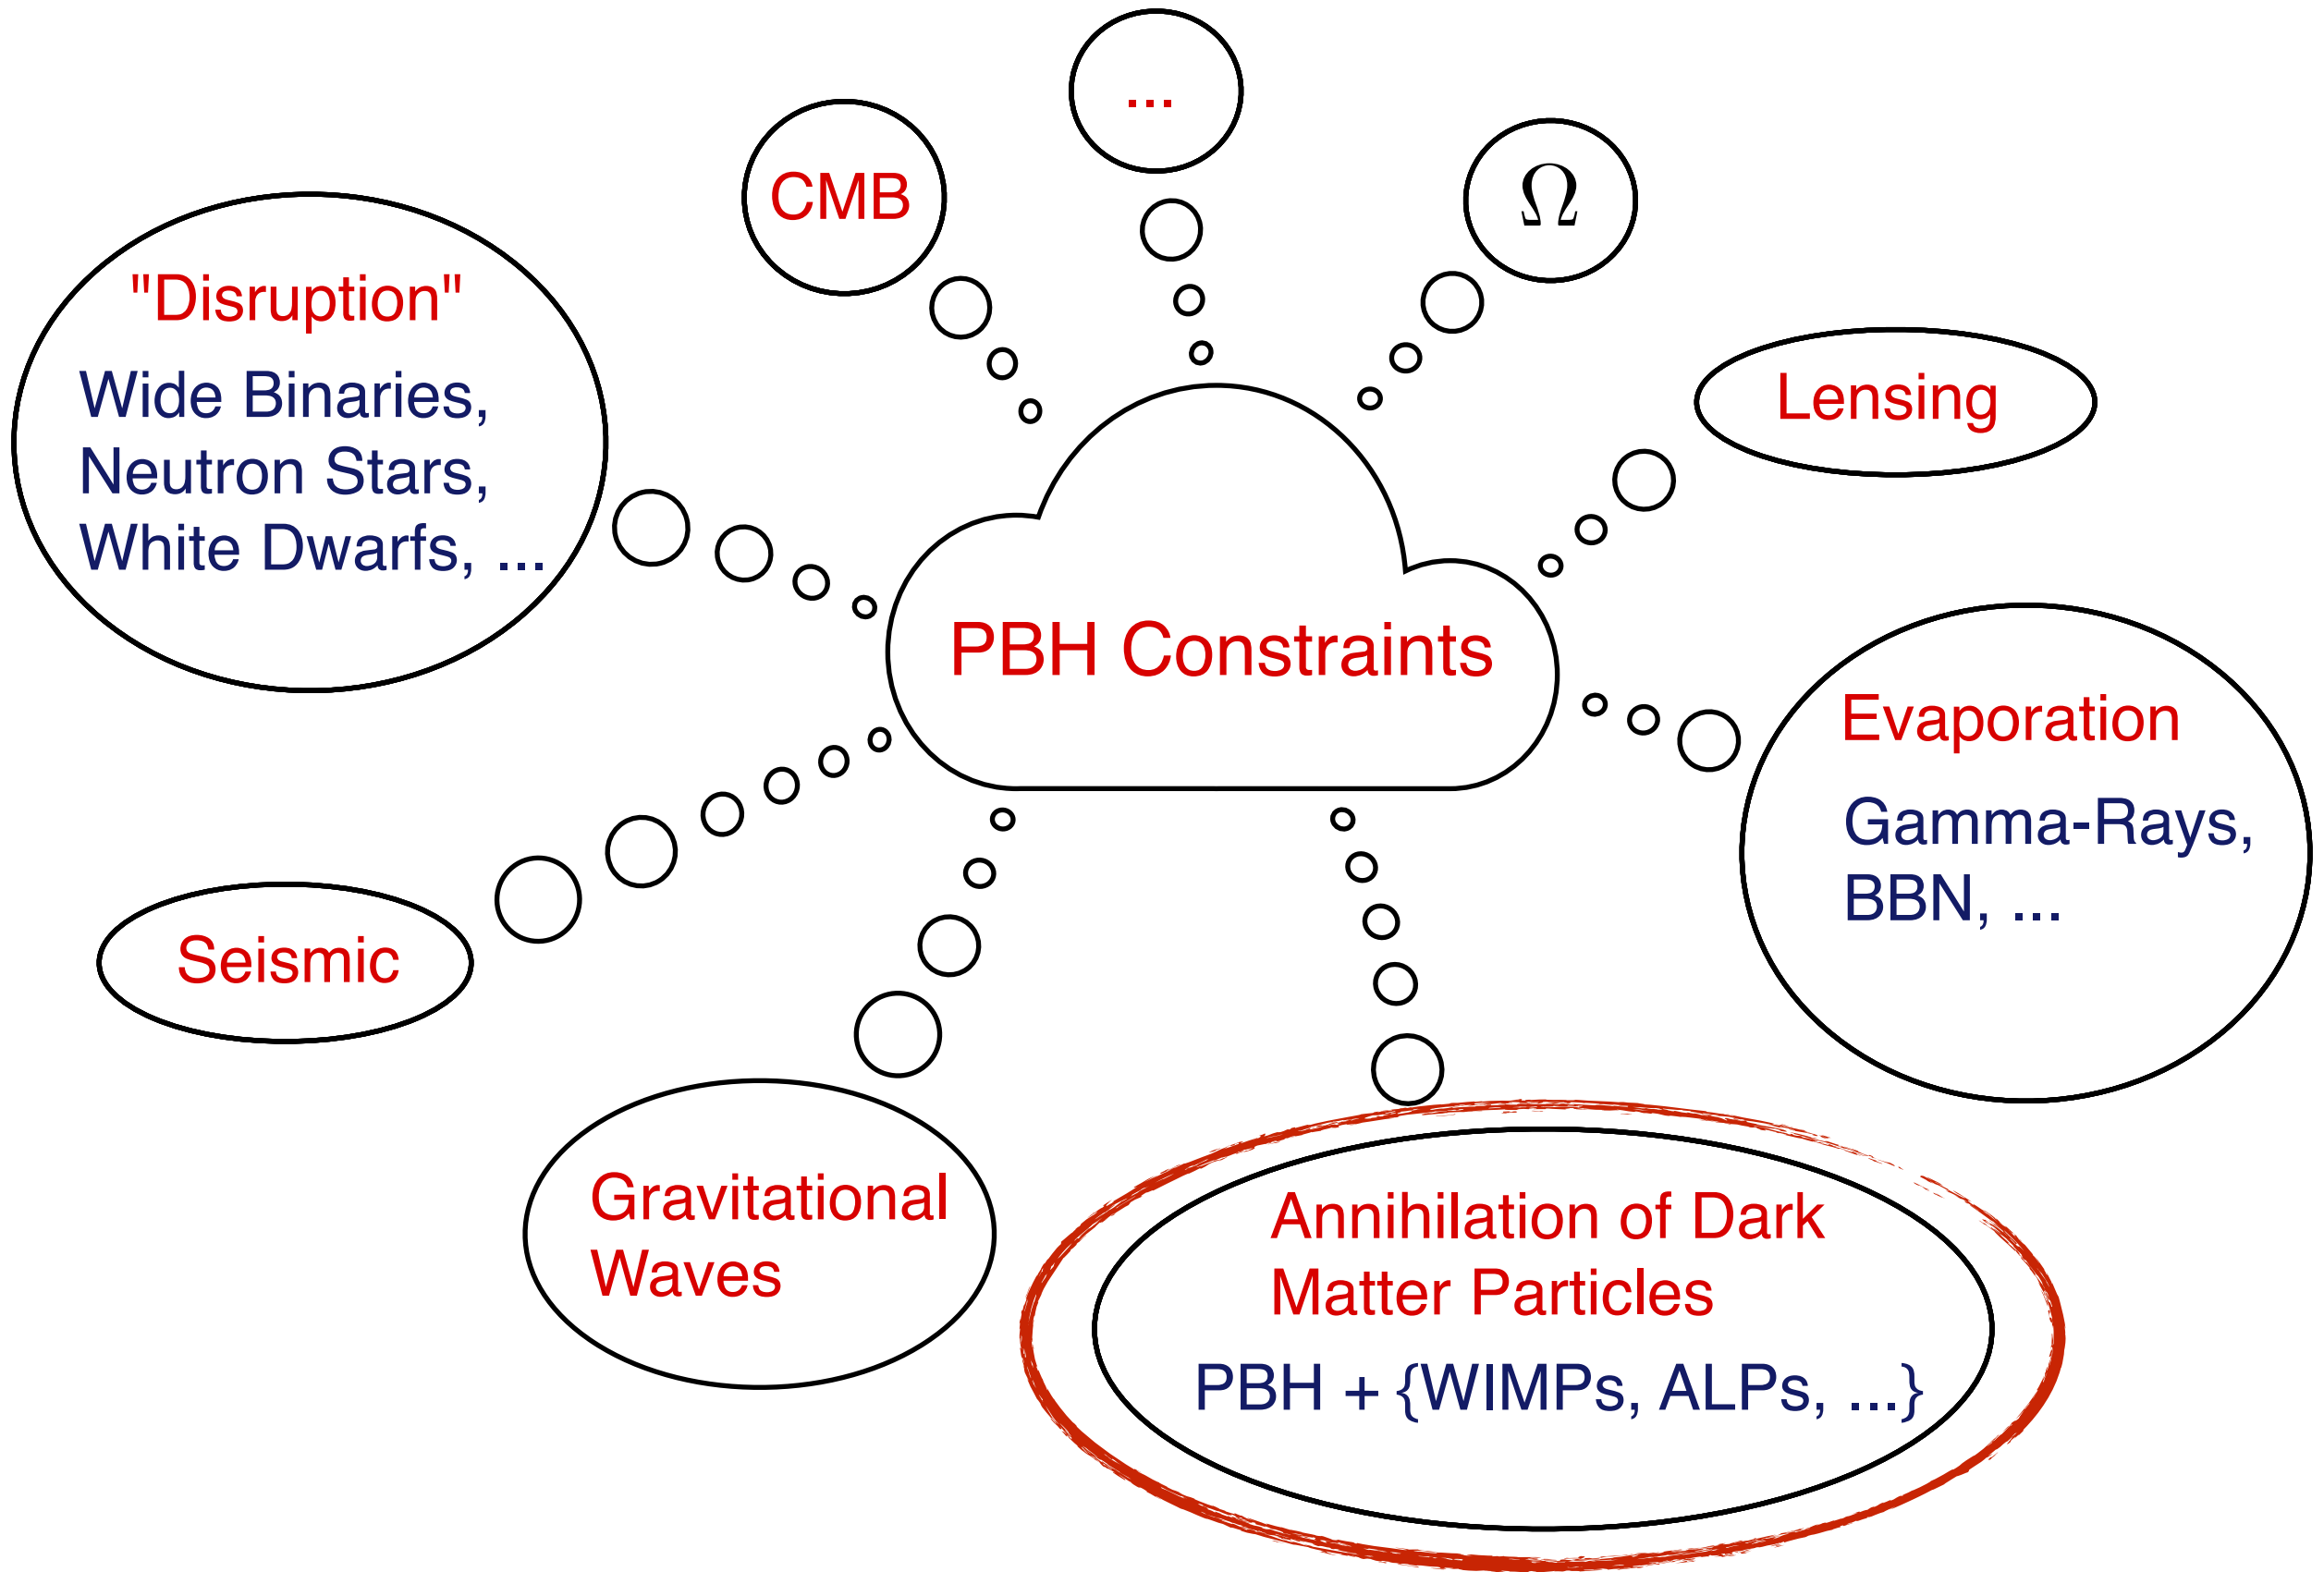 ...
CMB
Ω
"Disruption"
Wide Binaries,
Neutron Stars,
White Dwarfs, ...
Lensing
PBH Constraints
Evaporation
Gamma-Rays,
BBN, ...
Seismic
Gravitational
Waves
Annihilation of Dark
Matter Particles
PBH + {WIMPs, ALPs, ...}